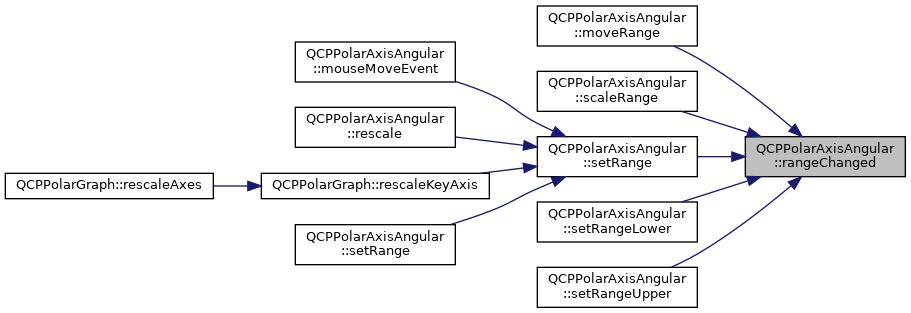 QCPPolarAxisAngular
::moveRange
QCPPolarAxisAngular
::mouseMoveEvent
QCPPolarAxisAngular
::scaleRange
QCPPolarAxisAngular
::rescale
QCPPolarAxisAngular
::setRange
QCPPolarAxisAngular
::rangeChanged
QCPPolarGraph::rescaleAxes
QCPPolarGraph::rescaleKeyAxis
QCPPolarAxisAngular
::setRangeLower
QCPPolarAxisAngular
::setRange
QCPPolarAxisAngular
::setRangeUpper